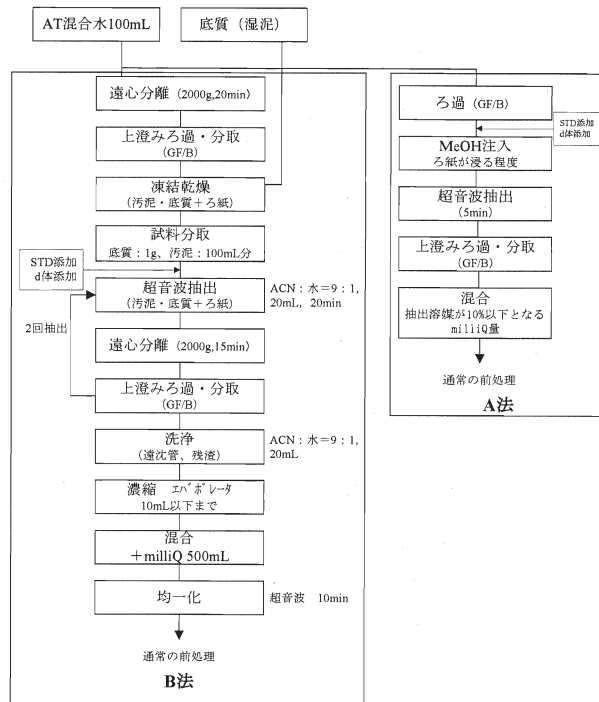 AT混合水100mL
底質（湿泥）
遠心分離 (2000g,20min)
上澄みろ過・分取
(GF/B)
凍結乾燥
(汚泥・底質＋ろ紙)
試料分取
底質：1g、汚泥：100mL分
STD添加
d体添加
超音波抽出
(汚泥・底質＋ろ紙)
ACN：水＝9：1,
20mL，20min
2回抽出
遠心分離 (2000g,15min)
上澄みろ過・分取
(GF/B)
洗浄
(遠沈管、残渣)
ACN：水＝9：1,
20mL
濃縮　ｴﾊﾞﾎﾟﾚｰﾀ
10mL以下まで
混合
＋milliQ 500mL
均一化
超音波　10min
通常の前処理
B法
ろ過 (GF/B)
STD添加
d体添加
MeOH注入
ろ紙が浸る程度
超音波抽出
(5min)
上澄みろ過・分取
(GF/B)
混合
抽出溶媒が10%以下となる
milliQ量
通常の前処理
A法